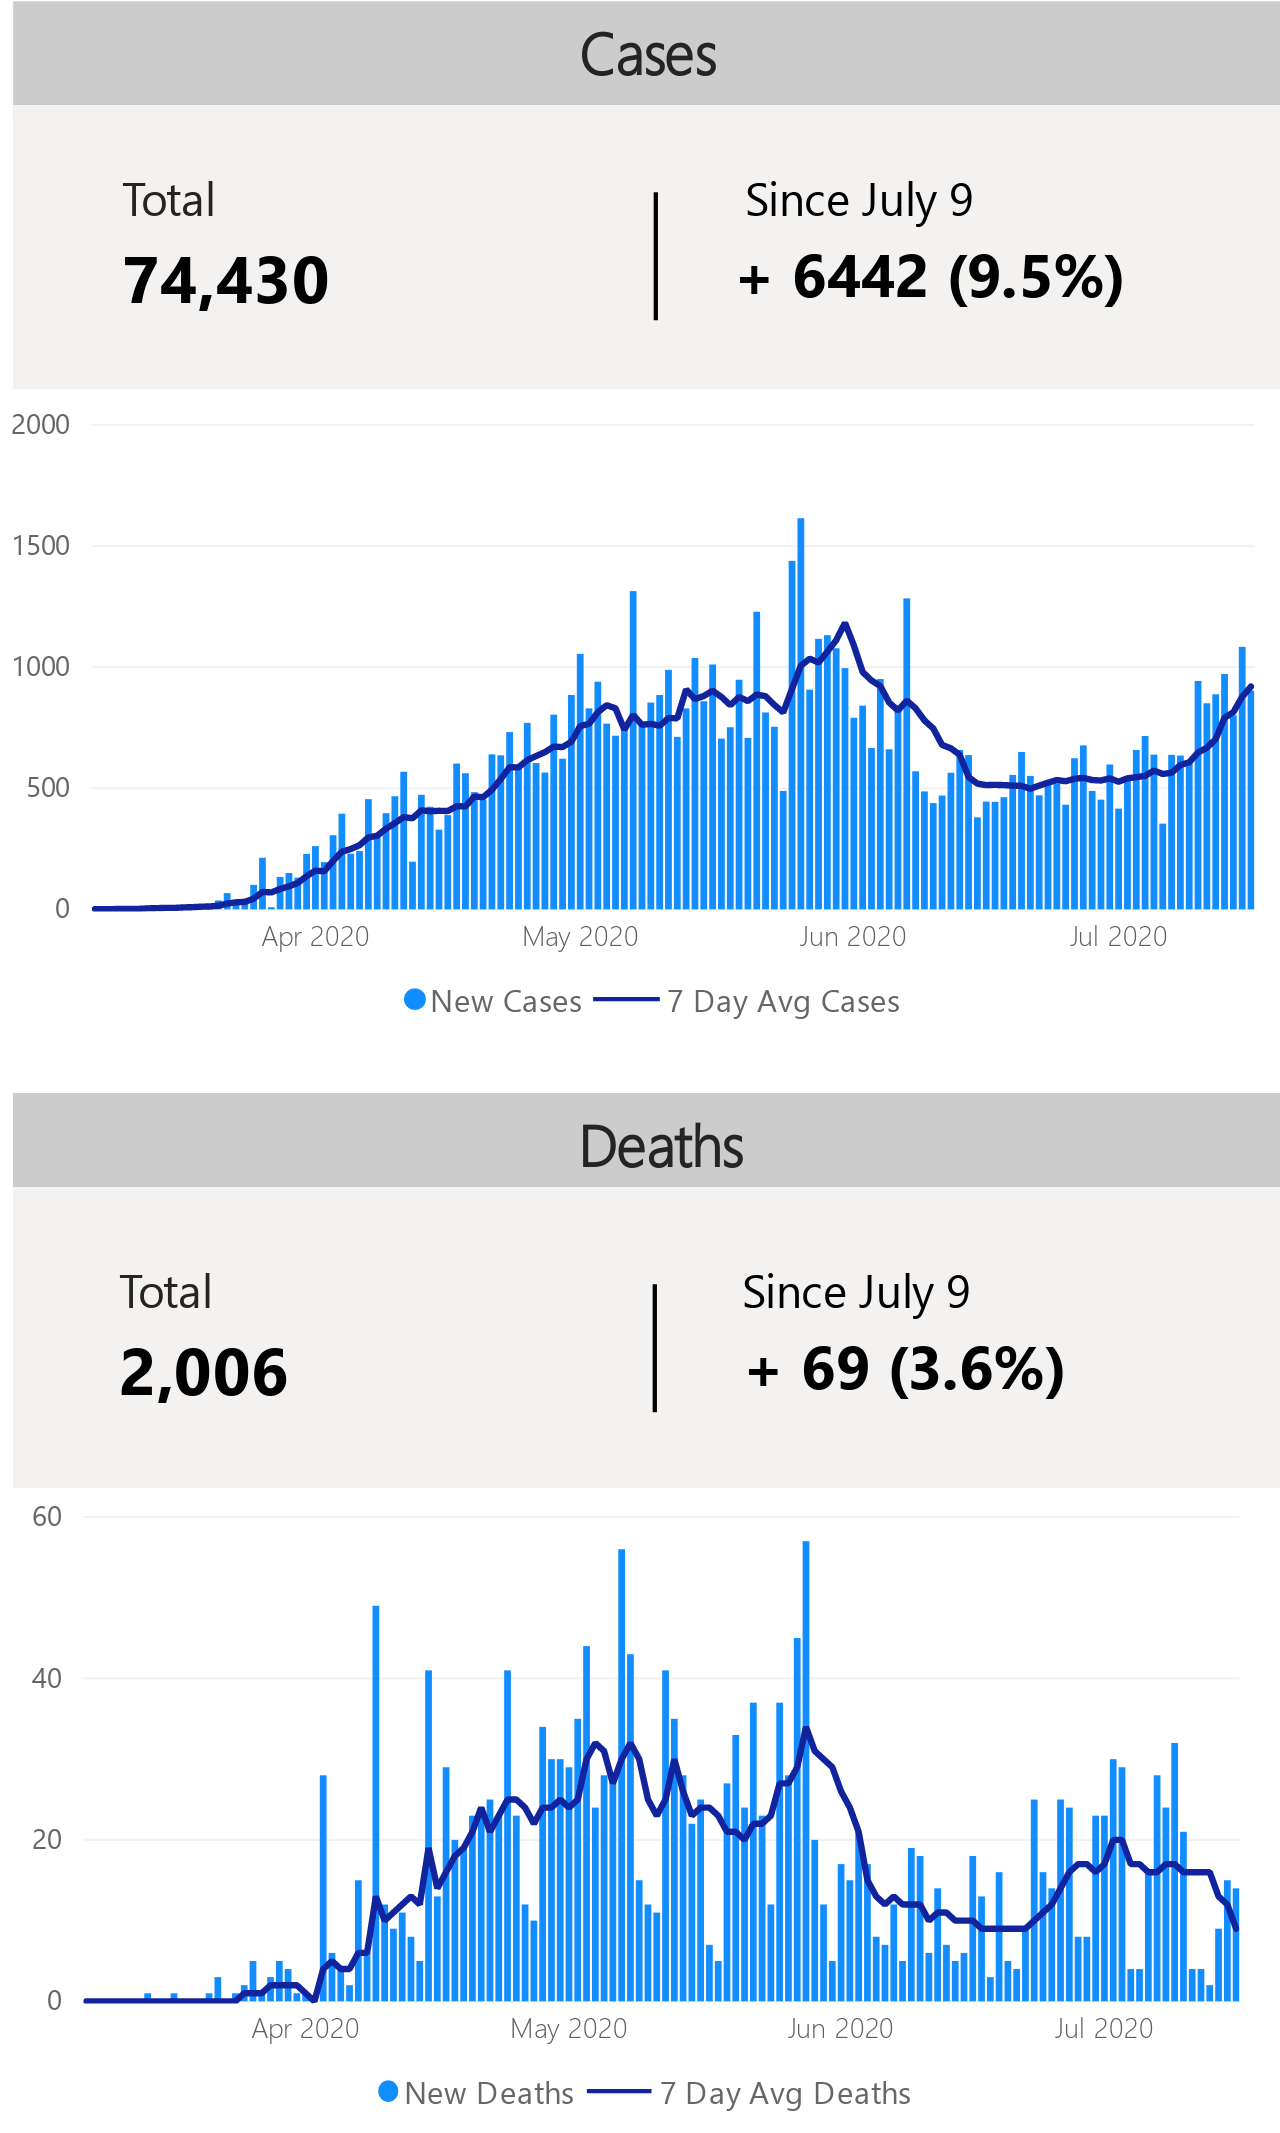 Cases
Total
Since July 9
74,430
+ 6442 (9.5%)
2000
1500
1000
500
0
Apr 2020
May 2020
Jun 2020
Jul 2020
New Cases
7 Day Avg Cases
Deaths
Total
Since July 9
2,006
+ 69 (3.6%)
60
40
20
0
Apr 2020
May 2020
Jun 2020
Jul 2020
New Deaths
7 Day Avg Deaths